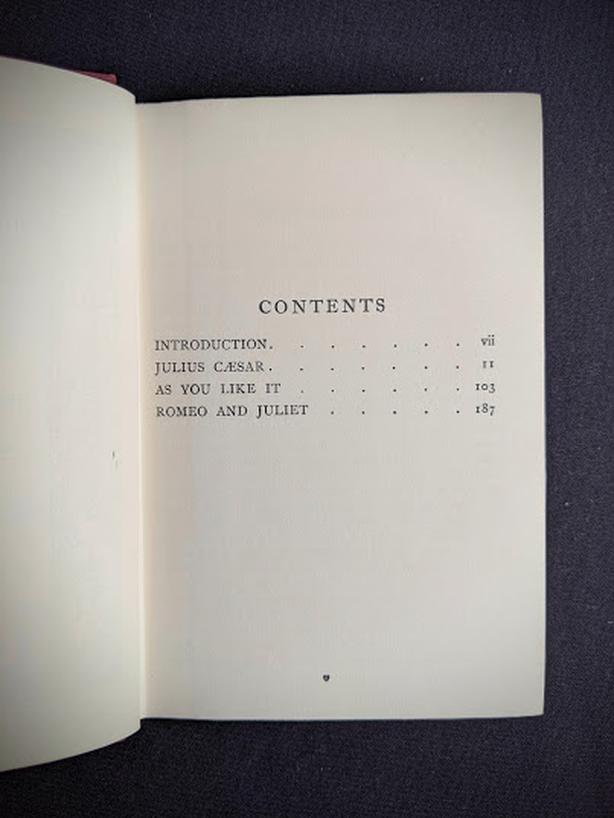 CONTENTS
INTRODUCTION. . . . . . . vii
JULIUS CÆSAR. . . . . . . 11
AS YOU LIKE IT . . . . . . 103
ROMEO AND JULIET . . . . . 187
v